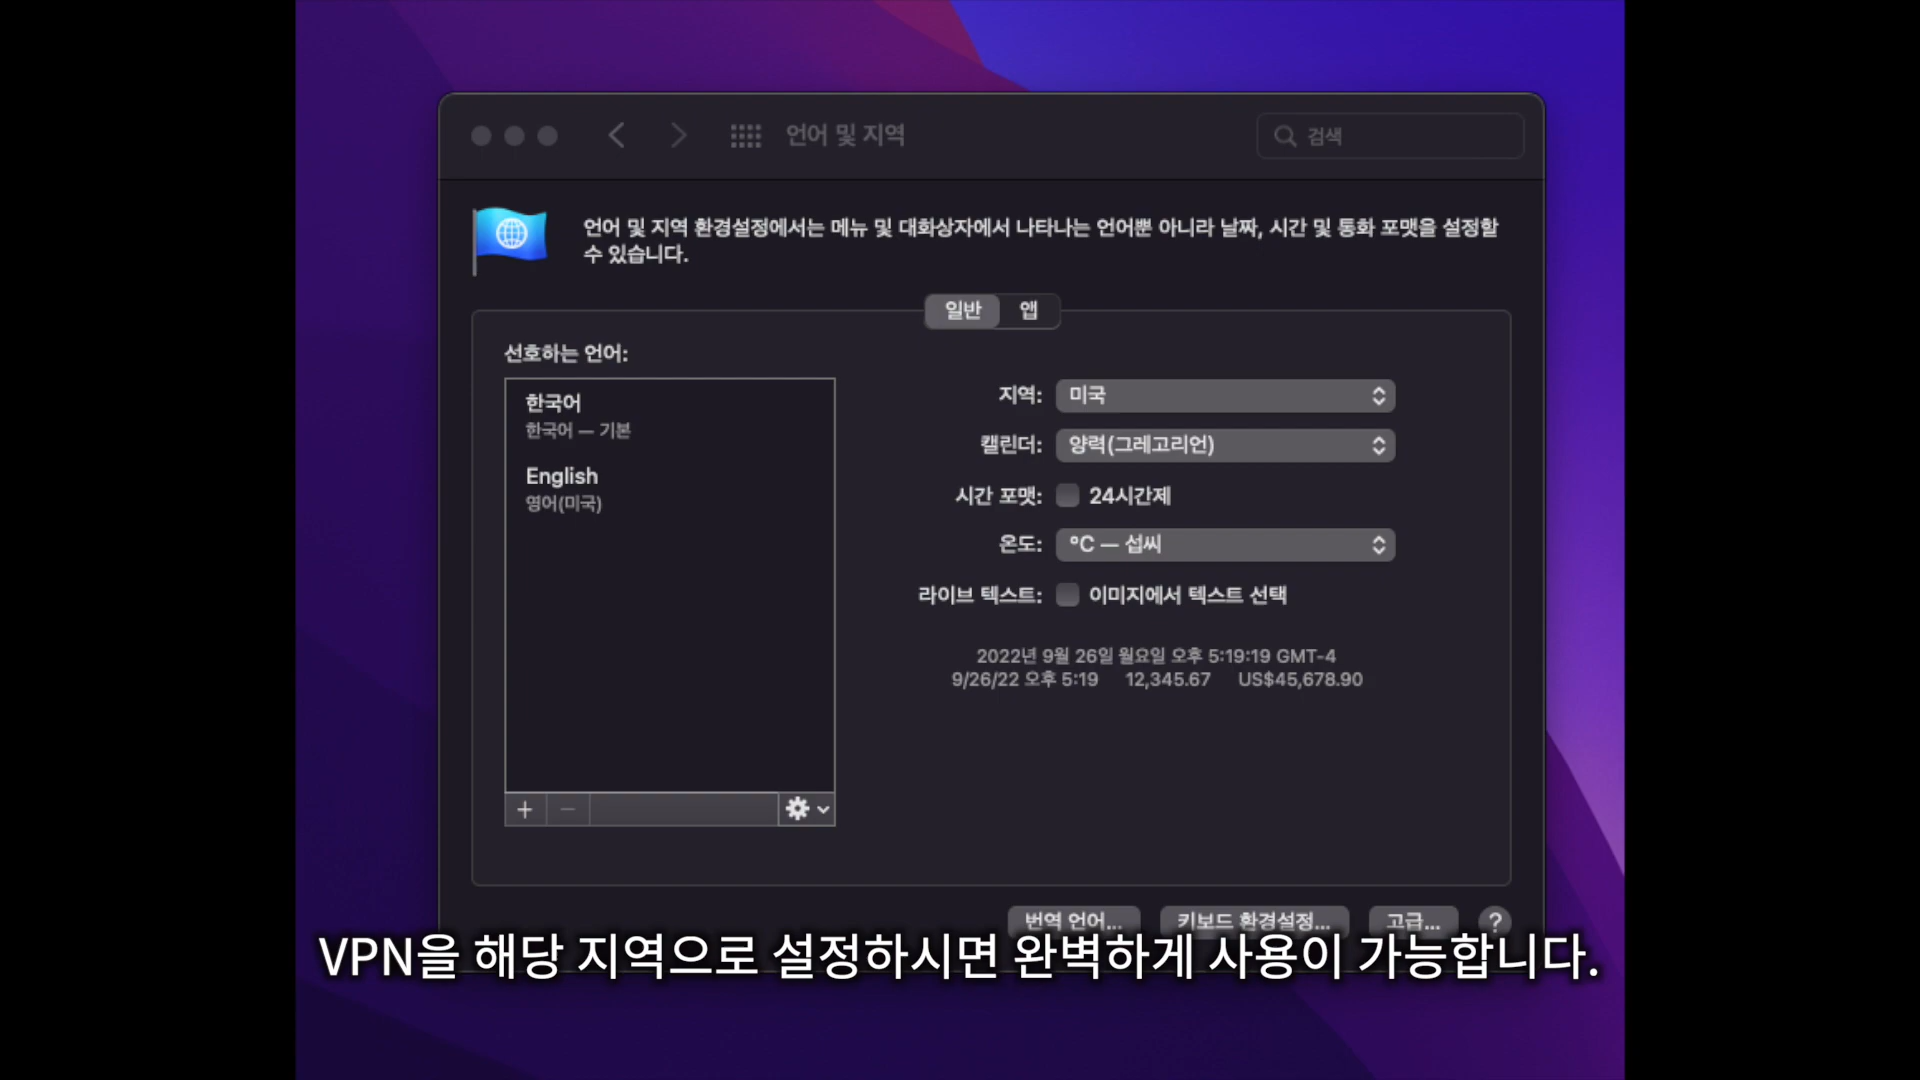 언어 및 지역
검색
언어 및 지역 환경설정에서는 메뉴 및 대화상자에서 나타나는 언어뿐 아니라 날짜, 시간 및 통화 포맷을 설정할
수 있습니다.
일반 앱
선호하는 언어:
한국어
한국어 — 기본
English
영어(미국)
지역: 미국
캘린더: 양력(그레고리언)
시간 포맷: 24시간제
온도: °C — 섭씨
라이브 텍스트: 이미지에서 텍스트 선택
2022년 9월 26일 월요일 오후 5:19:19 GMT-4
9/26/22 오후 5:19 12,345.67 US$45,678.90
번역 언어... 키보드 환경설정... 고급... ?
VPN을 해당 지역으로 설정하시면 완벽하게 사용이 가능합니다.